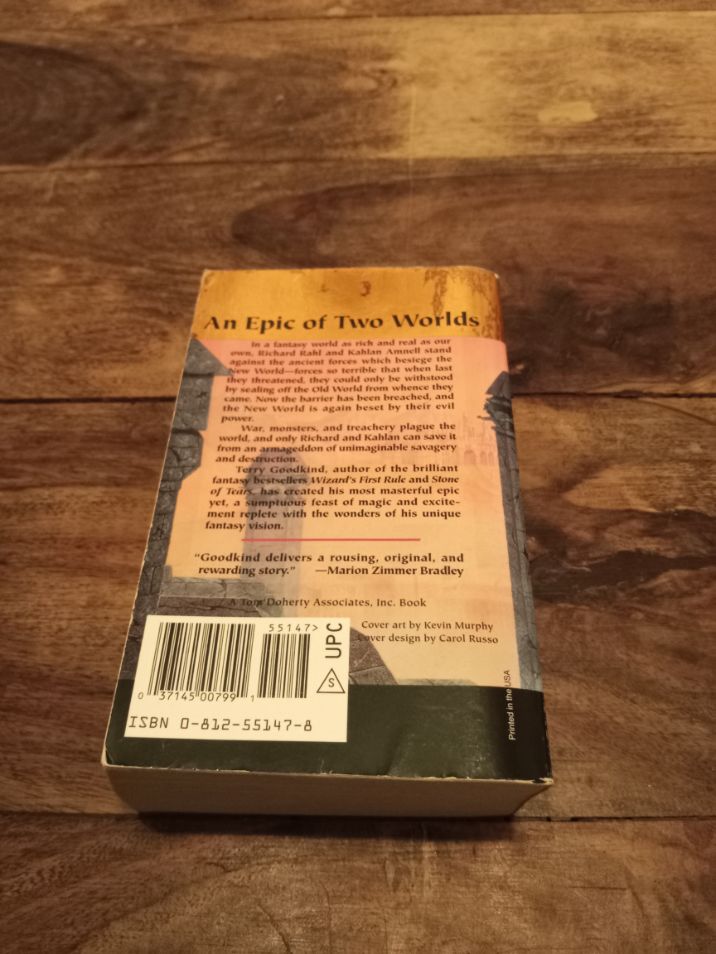 An Epic of Two Worlds
In a fantasy world as rich and real as our
own, Richard Rahl and Kahlan Amnell stand
against the ancient forces which besiege the
New World—forces so terrible that when last
they threatened, they could only be withstood
by sealing off the Old World from whence they
came. Now the barrier has been breached, and
the New World is again beset by their evil
power.
War, monsters, and treachery plague the
world, and only Richard and Kahlan can save it
from an armageddon of unimaginable savagery
and destruction.
Terry Goodkind, author of the brilliant
fantasy bestsellers Wizard's First Rule and Stone
of Tears, has created his most masterful epic
yet, a sumptuous feast of magic and excite-
ment replete with the wonders of his unique
fantasy vision.
"Goodkind delivers a rousing, original, and
rewarding story." —Marion Zimmer Bradley
A Tom Doherty Associates, Inc. Book
Cover art by Kevin Murphy
Cover design by Carol Russo
55147>
UPC
S
0 37145 00799 1
ISBN 0-812-55147-8
Printed in the USA